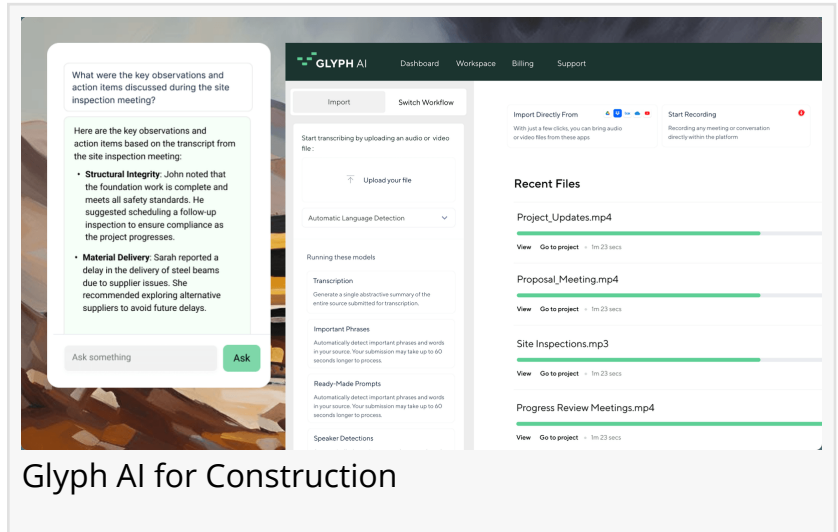 What were the key observations and
action items discussed during the site
inspection meeting?
Here are the key observations and
action items based on the transcript from
the site inspection meeting:
• Structural Integrity: John noted that
the foundation work is complete and
meets all safety standards. He
suggested scheduling a follow-up
inspection to ensure compliance as
the project progresses.
• Material Delivery: Sarah reported a
delay in the delivery of steel beams
due to supplier issues. She
recommended exploring alternative
suppliers to avoid future delays.
Ask something
Ask
GLYPH AI
Dashboard
Workspace
Billing
Support
Import
Switch Workflow
Start transcribing by uploading an audio or video
file :
Upload your file
Automatic Language Detection
Running these models
Transcription
Generate a single abstractive summary of the
entire source submitted for transcription.
Important Phrases
Automatically detect important phrases and words
in your source. Your submission may take up to 60
seconds longer to process.
Ready-Made Prompts
Automatically detect important phrases and words
in your source. Your submission may take up to 60
seconds longer to process.
Speaker Detections
Import Directly From
With just a few clicks, you can bring audio
or video files from these apps
Start Recording
Recording any meeting or conversation
directly within the platform
Recent Files
Project_Updates.mp4
View Go to project • 1m 23 secs
Proposal_Meeting.mp4
View Go to project • 1m 23 secs
Site Inspections.mp3
View Go to project • 1m 23 secs
Progress Review Meetings.mp4
View Go to project • 1m 23 secs
Glyph AI for Construction